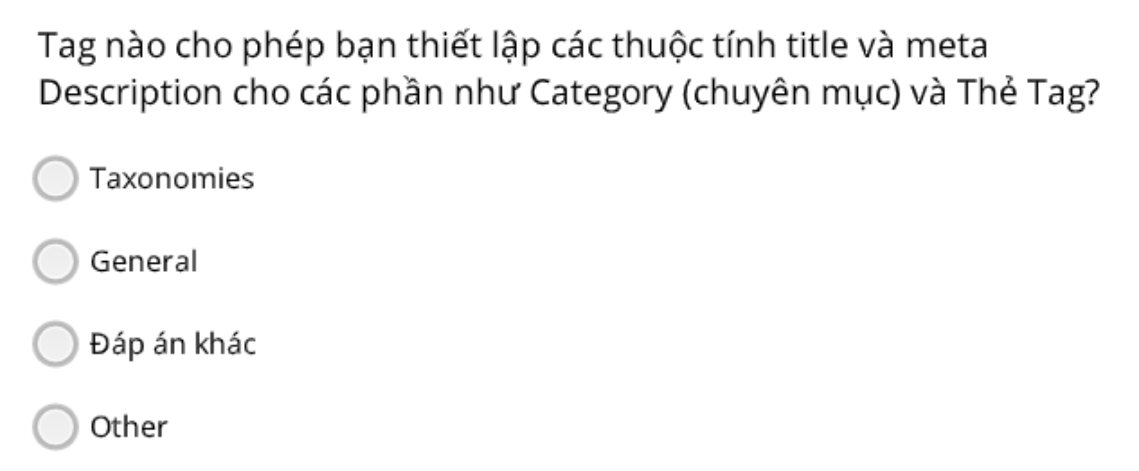 Tag nào cho phép bạn thiết lập các thuộc tính title và meta
Description cho các phần như Category (chuyên mục) và Thẻ Tag?
Taxonomies
General
Đáp án khác
Other